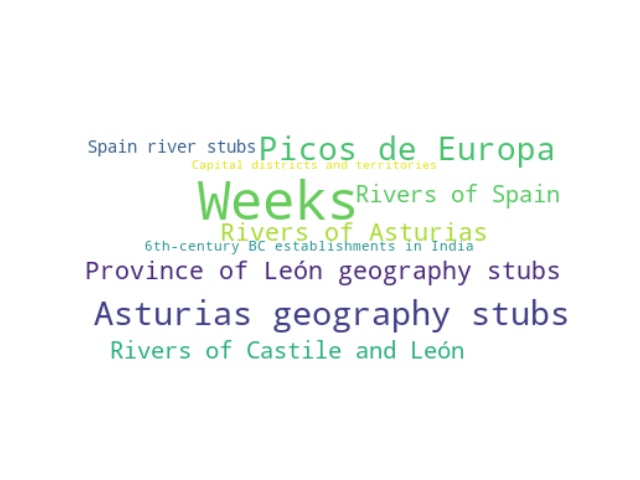 Spain river stubs
Picos de Europa
Capital districts and territories
Weeks
Rivers of Spain
Rivers of Asturias
6th-century BC establishments in India
Province of León geography stubs
Asturias geography stubs
Rivers of Castile and León